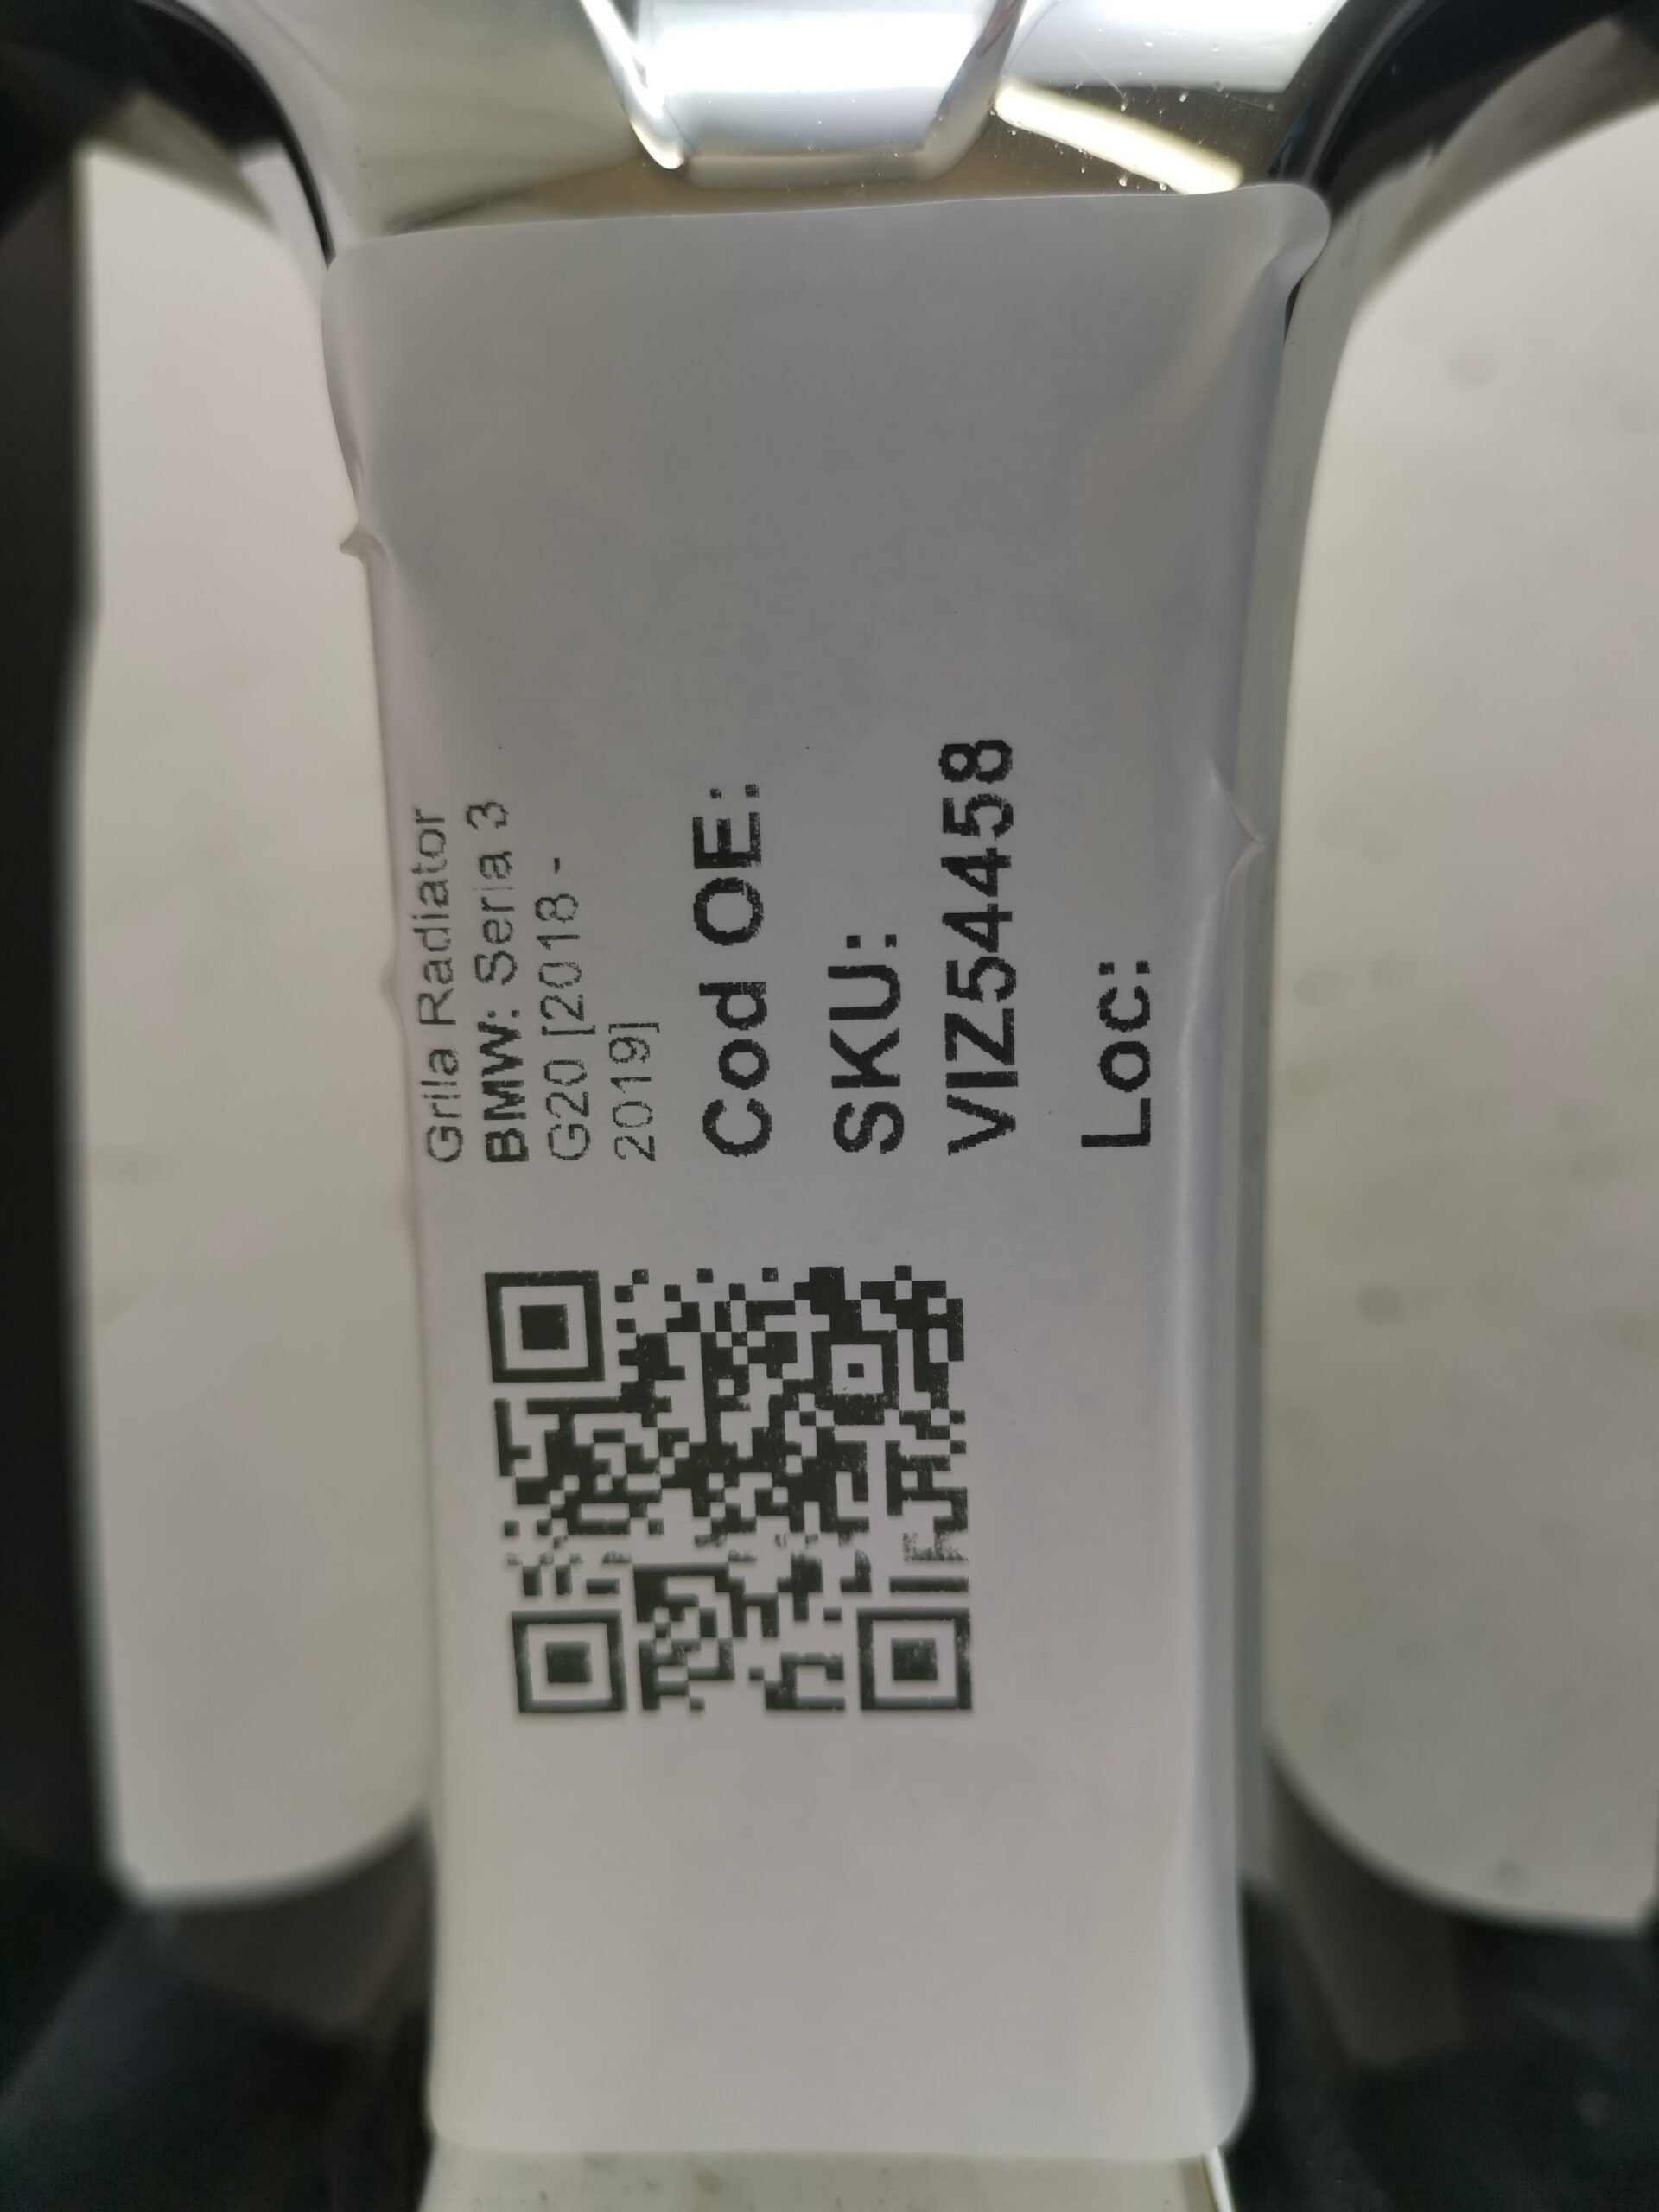 Grila Radiator
BMW: Seria 3
G20 [2018 -
2019]
Cod OE:
SKU:
VIZ54458
Loc: